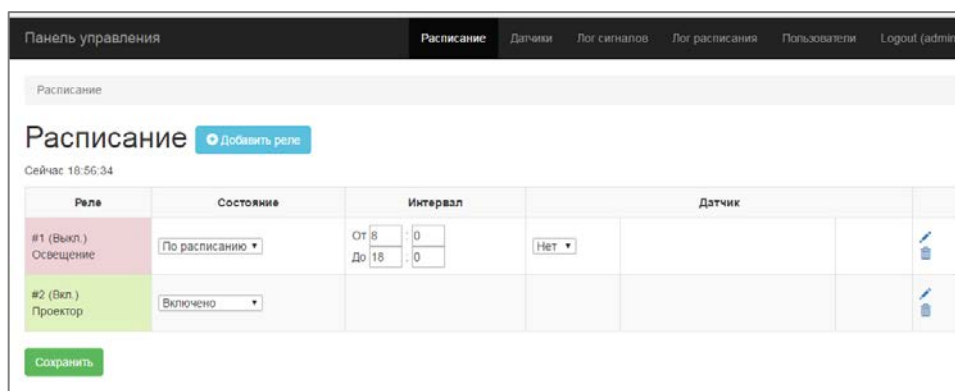 Панель управления Расписание Датчики Лог сигналов Лог расписания Пользователи Logout (admin
Расписание
Расписание Добавить реле
Сейчас 18:56:34
Реле Состояние Интервал Датчик
#1 (Выкл.)
Освещение
По расписанию
От 8 : 0
До 18 : 0
Нет
#2 (Вкл.)
Проектор
Включено
Сохранить